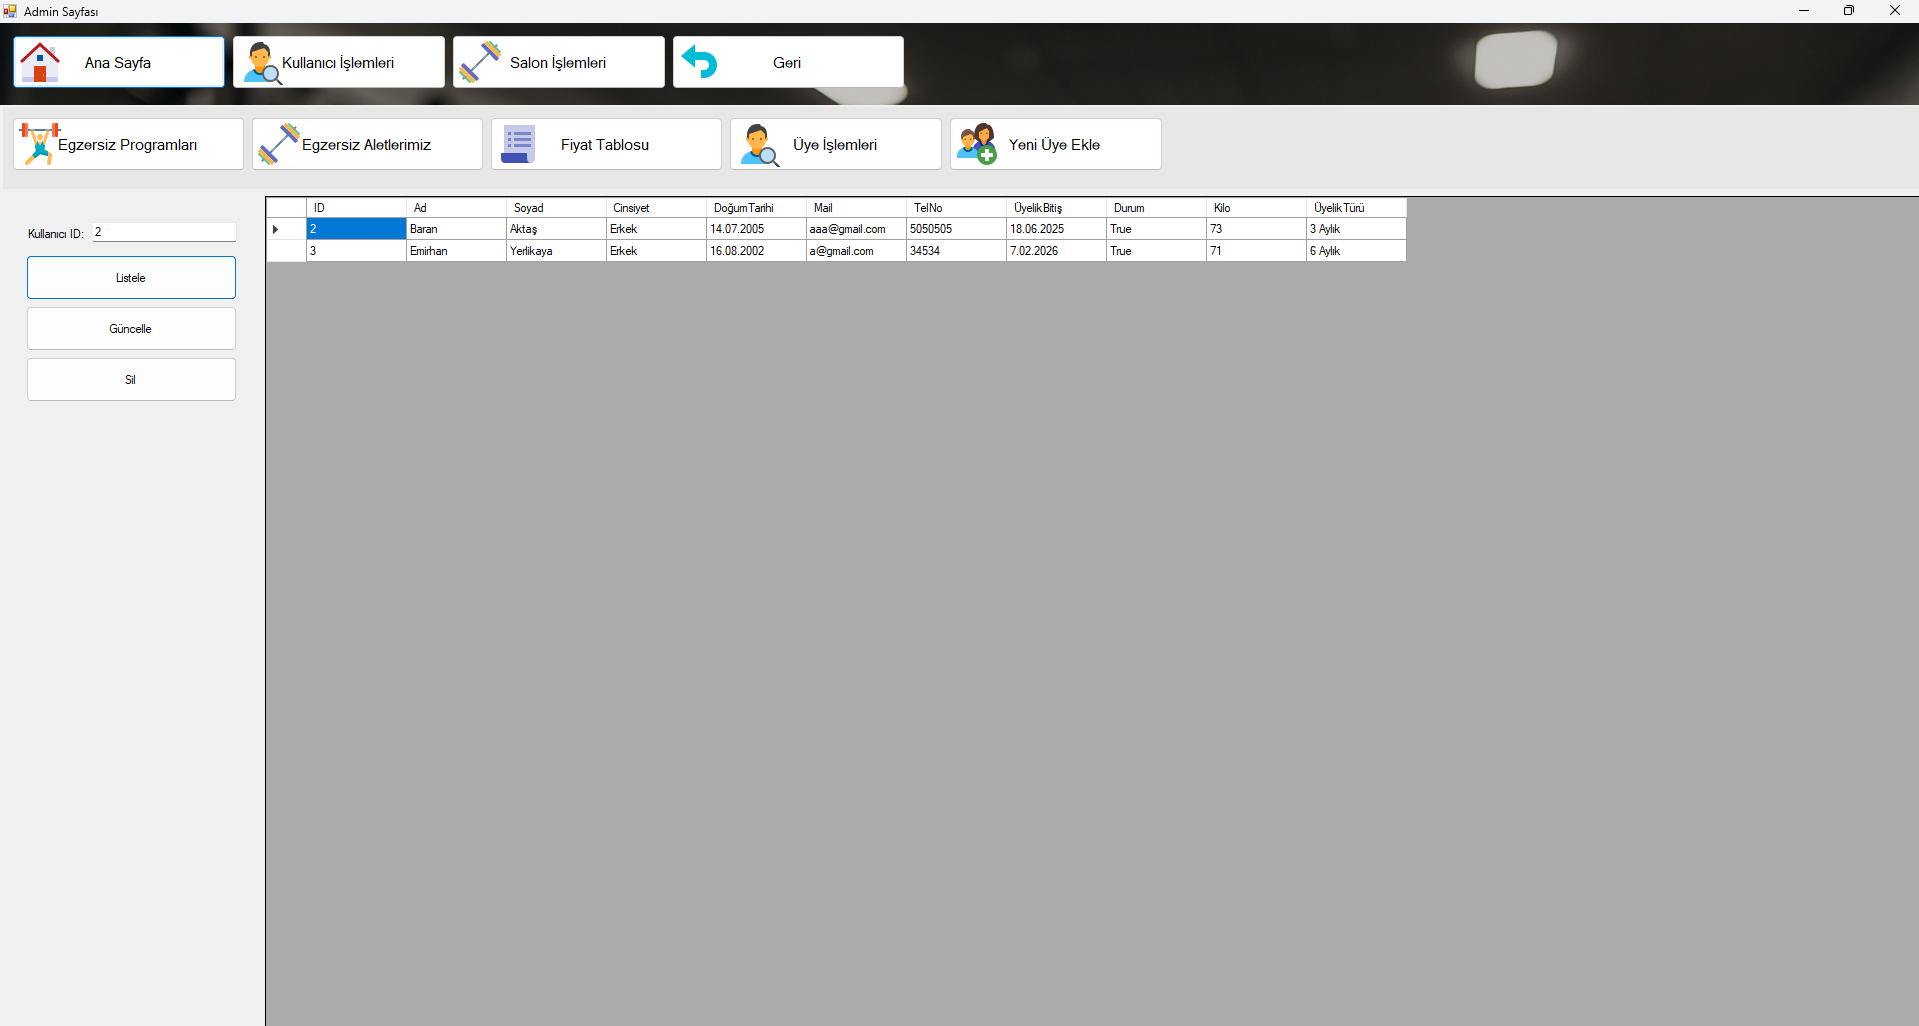 Admin Sayfası
Ana Sayfa
Kullanıcı İşlemleri
Salon İşlemleri
Geri
Egzersiz Programları
Egzersiz Aletlerimiz
Fiyat Tablosu
Üye İşlemleri
Yeni Üye Ekle
Kullanıcı ID: 2
Listele
Güncelle
Sil
ID Ad Soyad Cinsiyet DoğumTarihi Mail TelNo ÜyelikBitiş Durum Kilo ÜyelikTürü
2 Baran Aktaş Erkek 14.07.2005 aaa@gmail.com 5050505 18.06.2025 True 73 3 Aylık
3 Emirhan Yerlikaya Erkek 16.08.2002 a@gmail.com 34534 7.02.2026 True 71 6 Aylık